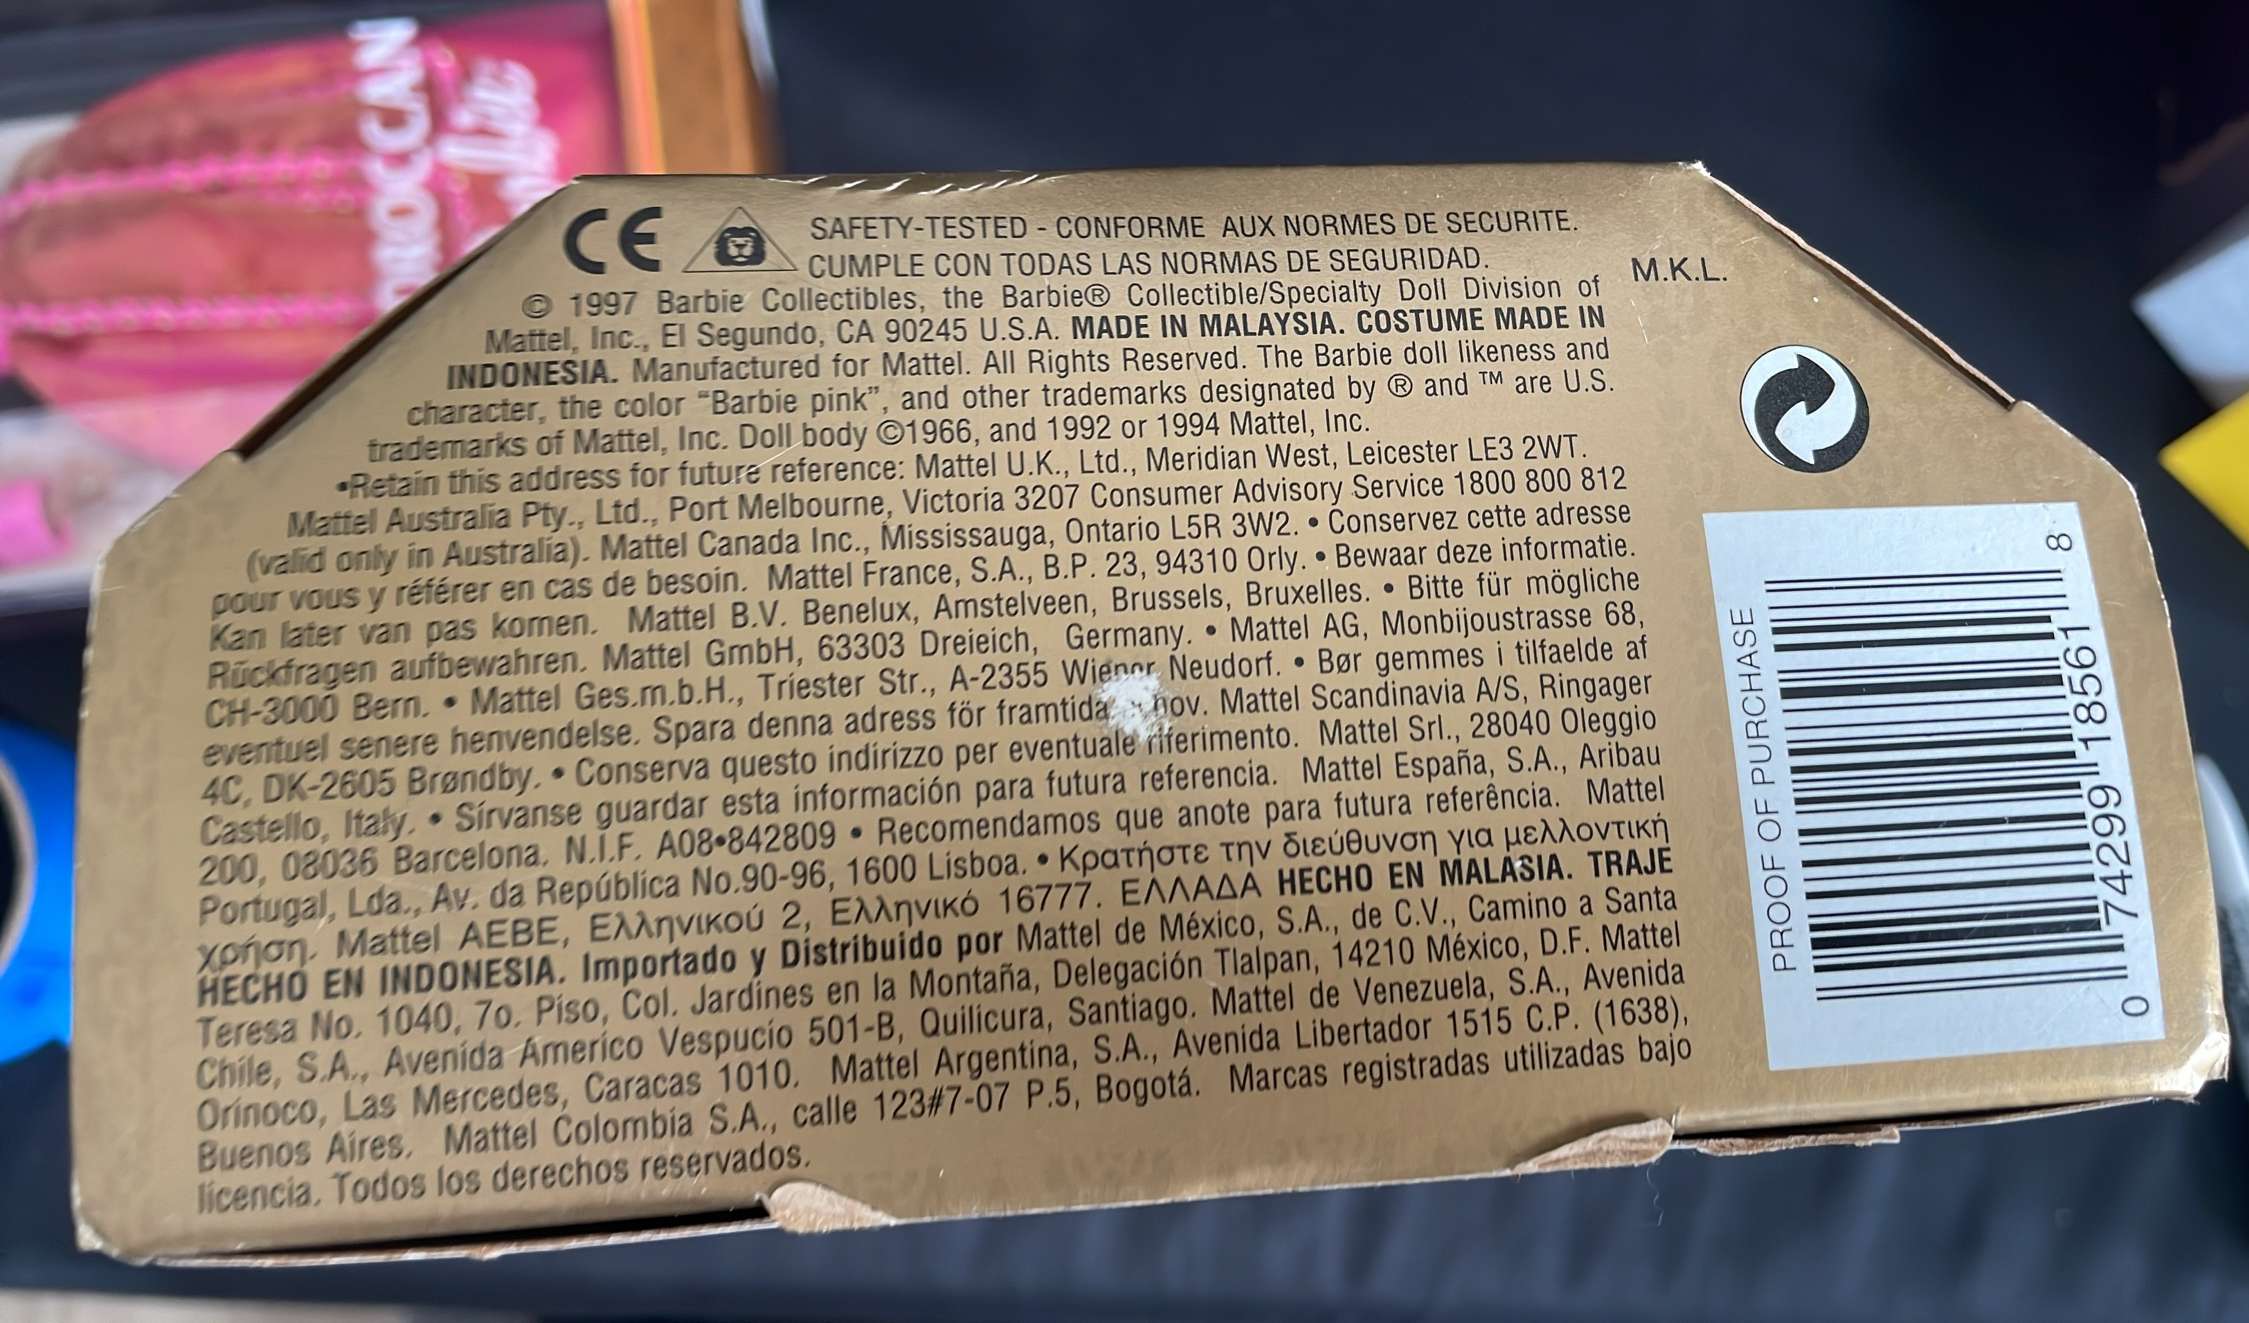 MOROCCAN
CE
SAFETY-TESTED - CONFORME AUX NORMES DE SECURITE.
CUMPLE CON TODAS LAS NORMAS DE SEGURIDAD.
M.K.L.
© 1997 Barbie Collectibles, the Barbie® Collectible/Specialty Doll Division of
Mattel, Inc., El Segundo, CA 90245 U.S.A. MADE IN MALAYSIA. COSTUME MADE IN
INDONESIA. Manufactured for Mattel. All Rights Reserved. The Barbie doll likeness and
character, the color "Barbie pink", and other trademarks designated by ® and ™ are U.S.
trademarks of Mattel, Inc. Doll body ©1966, and 1992 or 1994 Mattel, Inc.
•Retain this address for future reference: Mattel U.K., Ltd., Meridian West, Leicester LE3 2WT.
Mattel Australia Pty., Ltd., Port Melbourne, Victoria 3207 Consumer Advisory Service 1800 800 812
(valid only in Australia). Mattel Canada Inc., Mississauga, Ontario L5R 3W2. • Conservez cette adresse
pour vous y référer en cas de besoin. Mattel France, S.A., B.P. 23, 94310 Orly. • Bewaar deze informatie.
Kan later van pas komen. Mattel B.V. Benelux, Amstelveen, Brussels, Bruxelles. • Bitte für mögliche
Rückfragen aufbewahren. Mattel GmbH, 63303 Dreieich, Germany. • Mattel AG, Monbijoustrasse 68,
CH-3000 Bern. • Mattel Ges.m.b.H., Triester Str., A-2355 Wiener Neudorf. • Bør gemmes i tilfaelde af
eventuel senere henvendelse. Spara denna adress för framtida hov. Mattel Scandinavia A/S, Ringager
4C, DK-2605 Brøndby. • Conserva questo indirizzo per eventuale riferimento. Mattel Srl., 28040 Oleggio
Castello, Italy. • Sírvanse guardar esta información para futura referencia. Mattel España, S.A., Aribau
200, 08036 Barcelona. N.I.F. A08•842809 • Recomendamos que anote para futura referência. Mattel
Portugal, Lda., Av. da República No.90-96, 1600 Lisboa. • Κρατήστε την διεύθυνση για μελλοντική
χρήση. Mattel AEBE, Ελληνικού 2, Ελληνικό 16777. ΕΛΛΑΔΑ HECHO EN MALASIA. TRAJE
HECHO EN INDONESIA. Importado y Distribuido por Mattel de México, S.A., de C.V., Camino a Santa
Teresa No. 1040, 7o. Piso, Col. Jardines en la Montaña, Delegación Tlalpan, 14210 México, D.F. Mattel
Chile, S.A., Avenida Americo Vespucio 501-B, Quilicura, Santiago. Mattel de Venezuela, S.A., Avenida
Orinoco, Las Mercedes, Caracas 1010. Mattel Argentina, S.A., Avenida Libertador 1515 C.P. (1638),
Buenos Aires. Mattel Colombia S.A., calle 123#7-07 P.5, Bogotá. Marcas registradas utilizadas bajo
licencia. Todos los derechos reservados.
PROOF OF PURCHASE
0 74299 18561 8